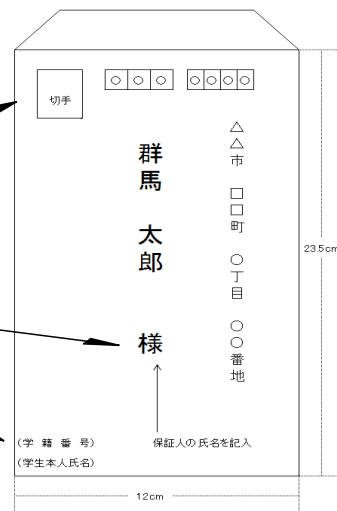 切手
○○○ ○○○○
△△市 □□町 ○丁目 ○○番地
群馬 太郎 様
23.5cm
(学 籍 番 号)
保証人の氏名を記入
(学生本人氏名)
12cm